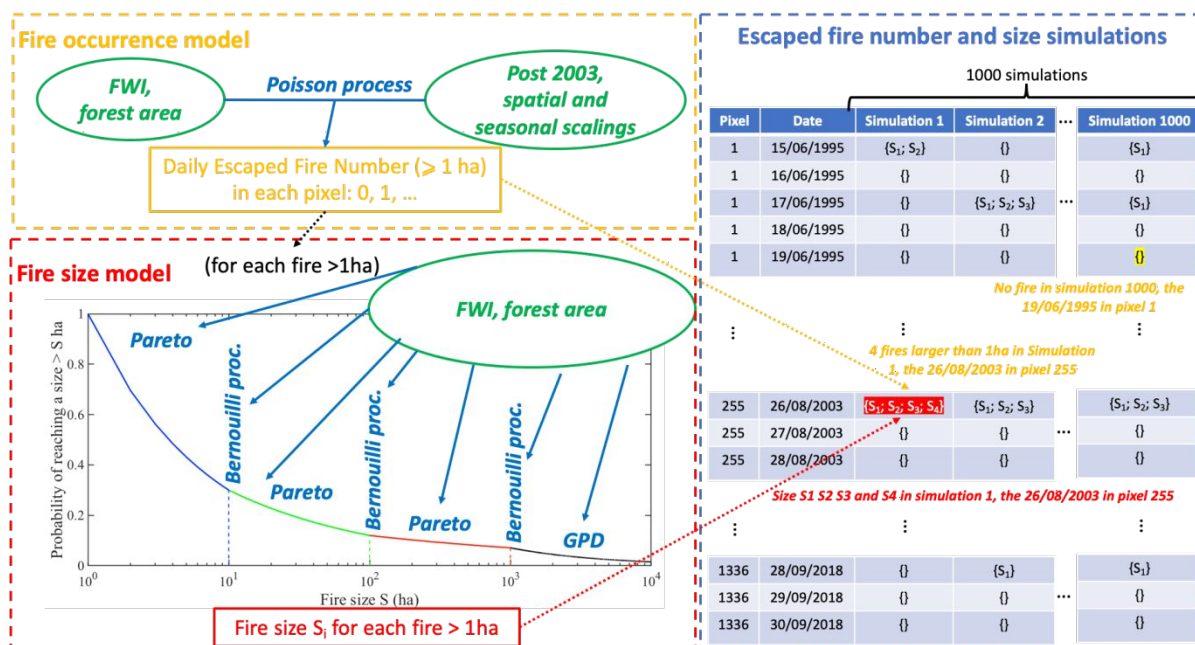 Fire occurrence model
FWI,
forest area
Poisson process
Post 2003,
spatial and
seasonal scalings
Daily Escaped Fire Number (⩾ 1 ha)
in each pixel: 0, 1, …
Fire size model
(for each fire >1ha)
FWI, forest area
Pareto
Bernouilli proc.
Pareto
Bernouilli proc.
Pareto
Bernouilli proc.
GPD
Probability of reaching a size > S ha
1
0.8
0.6
0.4
0.2
0
10⁰
10¹
10²
10³
10⁴
Fire size S (ha)
Fire size Sᵢ for each fire > 1ha
Escaped fire number and size simulations
1000 simulations
Pixel Date Simulation 1 Simulation 2 ... Simulation 1000
1 15/06/1995 {S₁; S₂} {} {S₁}
1 16/06/1995 {} {} {}
1 17/06/1995 {} {S₁; S₂; S₃} ... {S₁}
1 18/06/1995 {} {} {}
1 19/06/1995 {} {} {}
No fire in simulation 1000, the
19/06/1995 in pixel 1
⋮ ⋮ ⋮ ⋮
4 fires larger than 1ha in Simulation
1, the 26/08/2003 in pixel 255
255 26/08/2003 {S₁; S₂; S₃; S₄} {S₁; S₂; S₃} {S₁; S₂; S₃}
255 27/08/2003 {} {} ... {}
255 28/08/2003 {} {} {}
Size S1 S2 S3 and S4 in simulation 1, the 26/08/2003 in pixel 255
⋮ ⋮ ⋮
1336 28/09/2018 {} {S₁} {S₁}
1336 29/09/2018 {} {} ... {}
1336 30/09/2018 {} {} {}